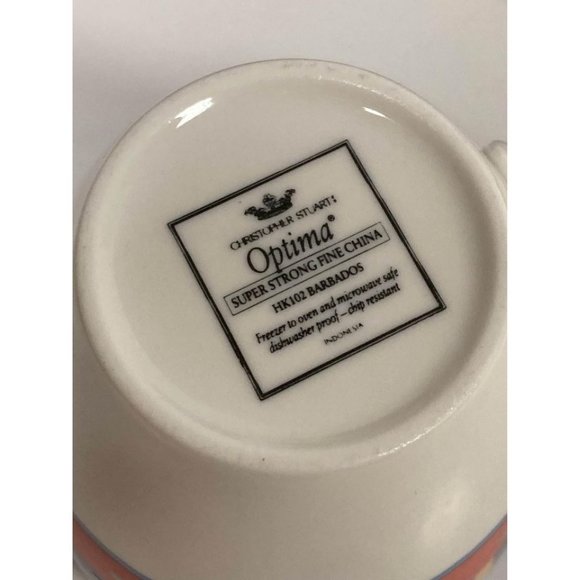 CHRISTOPHER STUART:
Optima®
SUPER STRONG FINE CHINA
HK102 BARBADOS
Freezer to oven and microwave safe
dishwasher proof—chip resistant
INDONESIA